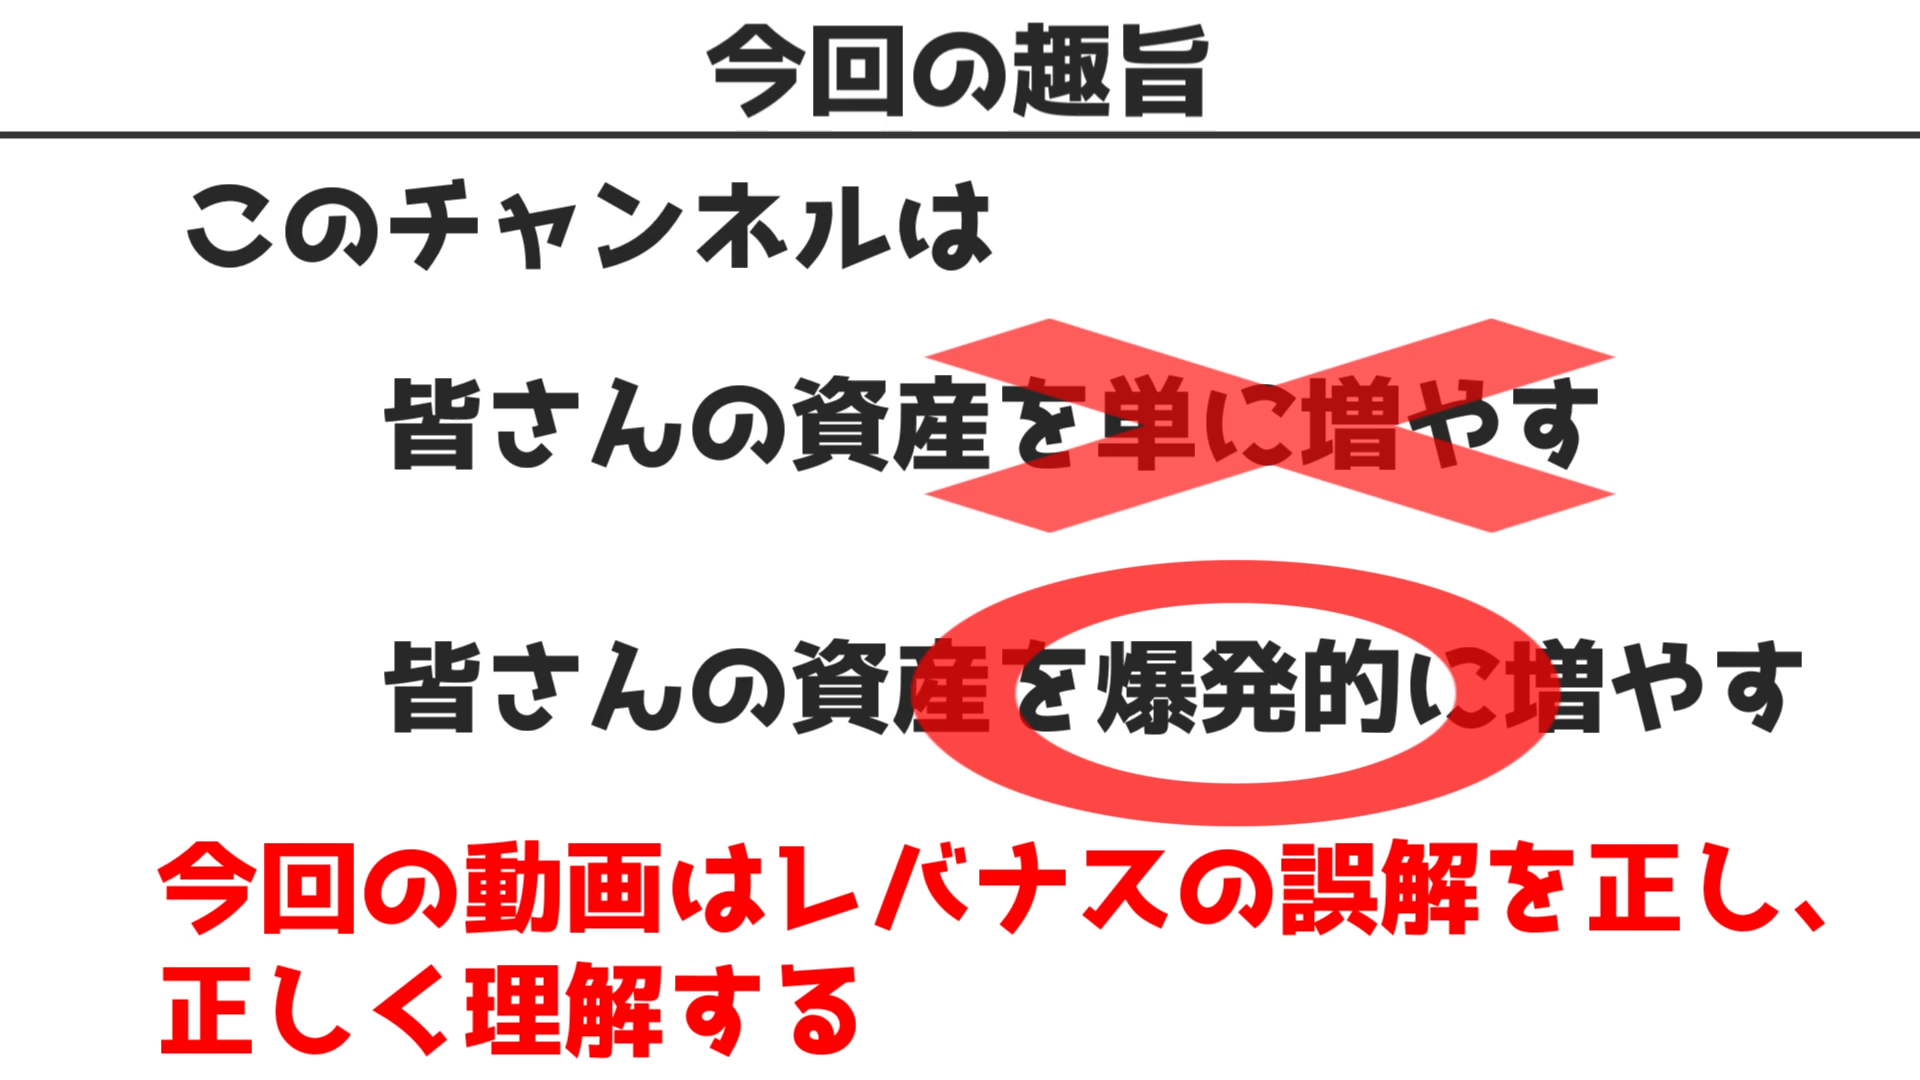 今回の趣旨
このチャンネルは
皆さんの資産を単に増やす
皆さんの資産を爆発的に増やす
今回の動画はレバナスの誤解を正し、
正しく理解する